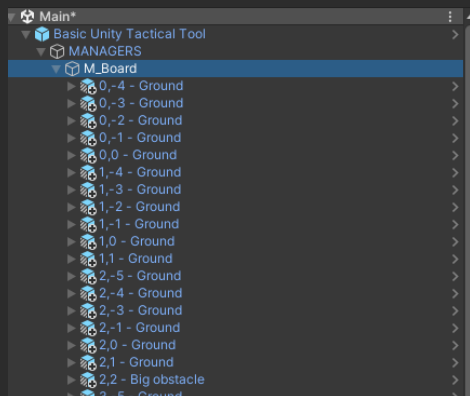 Main*
Basic Unity Tactical Tool
MANAGERS
M_Board
0,-4 - Ground
0,-3 - Ground
0,-2 - Ground
0,-1 - Ground
0,0 - Ground
1,-4 - Ground
1,-3 - Ground
1,-2 - Ground
1,-1 - Ground
1,0 - Ground
1,1 - Ground
2,-5 - Ground
2,-4 - Ground
2,-3 - Ground
2,-1 - Ground
2,0 - Ground
2,1 - Ground
2,2 - Big obstacle